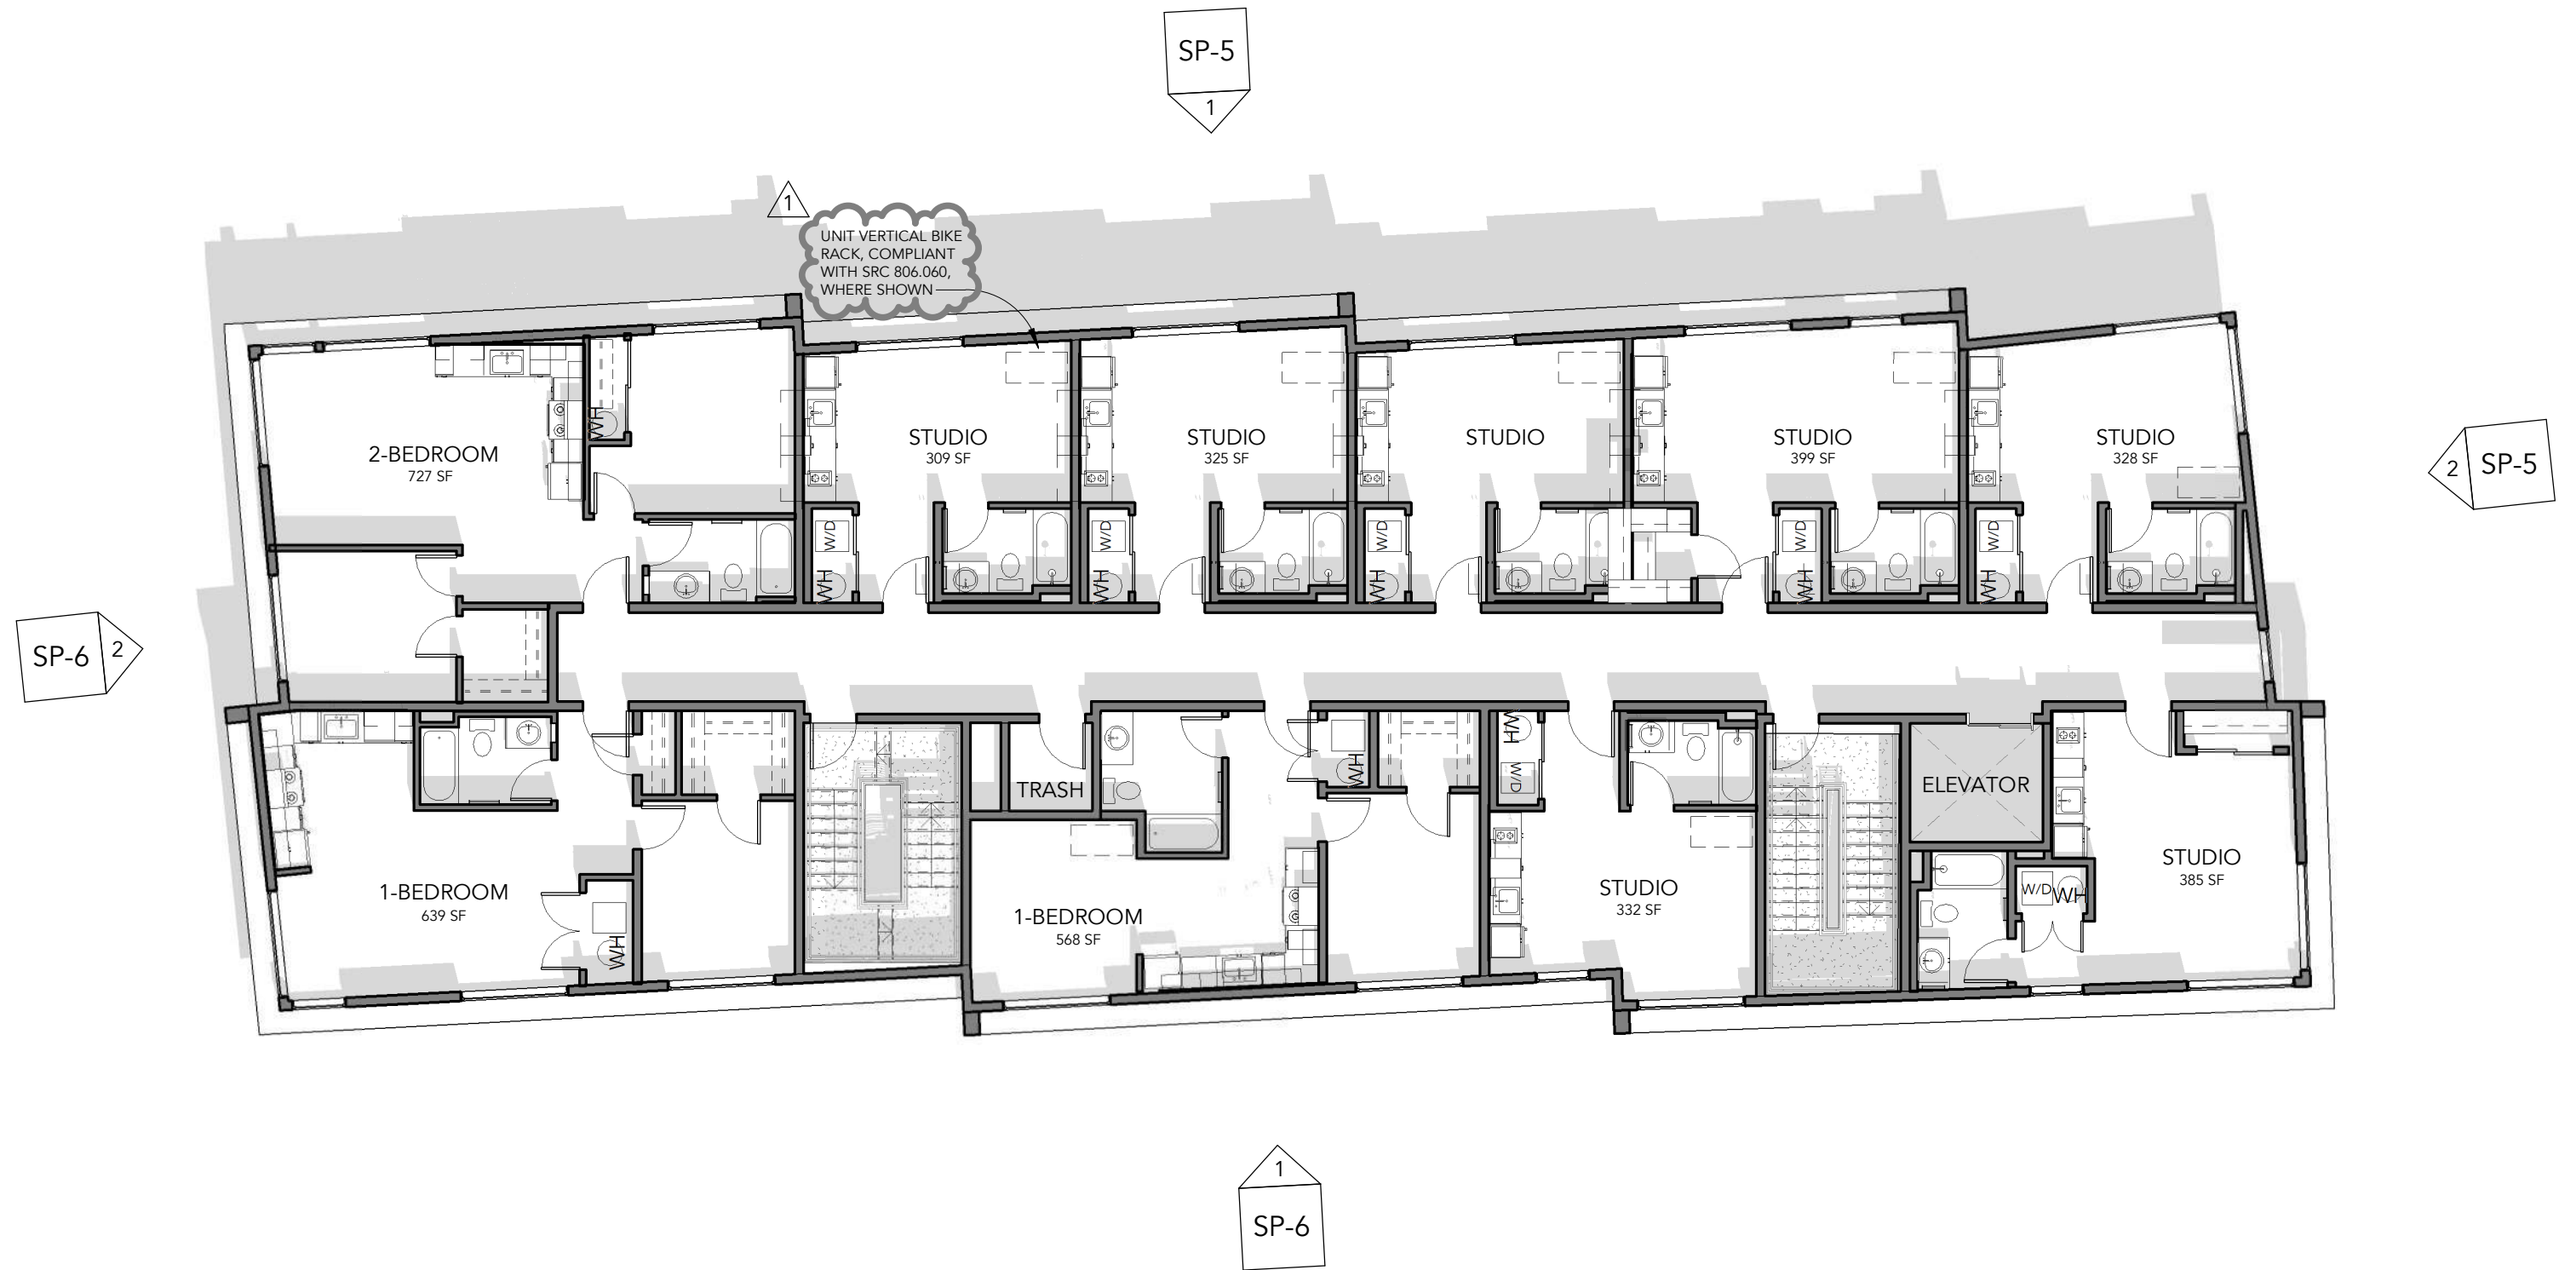 SP-5
1
1
UNIT VERTICAL BIKE
RACK, COMPLIANT
WITH SRC 806.060,
WHERE SHOWN
2-BEDROOM
727 SF
WH
STUDIO
309 SF
STUDIO
325 SF
STUDIO
STUDIO
399 SF
STUDIO
328 SF
2
SP-5
W/D
WH
W/D
WH
W/D
WH
W/D
WH
W/D
WH
SP-6
2
1-BEDROOM
639 SF
WH
TRASH
WH
1-BEDROOM
568 SF
WH
W/D
STUDIO
332 SF
ELEVATOR
W/D
WH
STUDIO
385 SF
1
SP-6